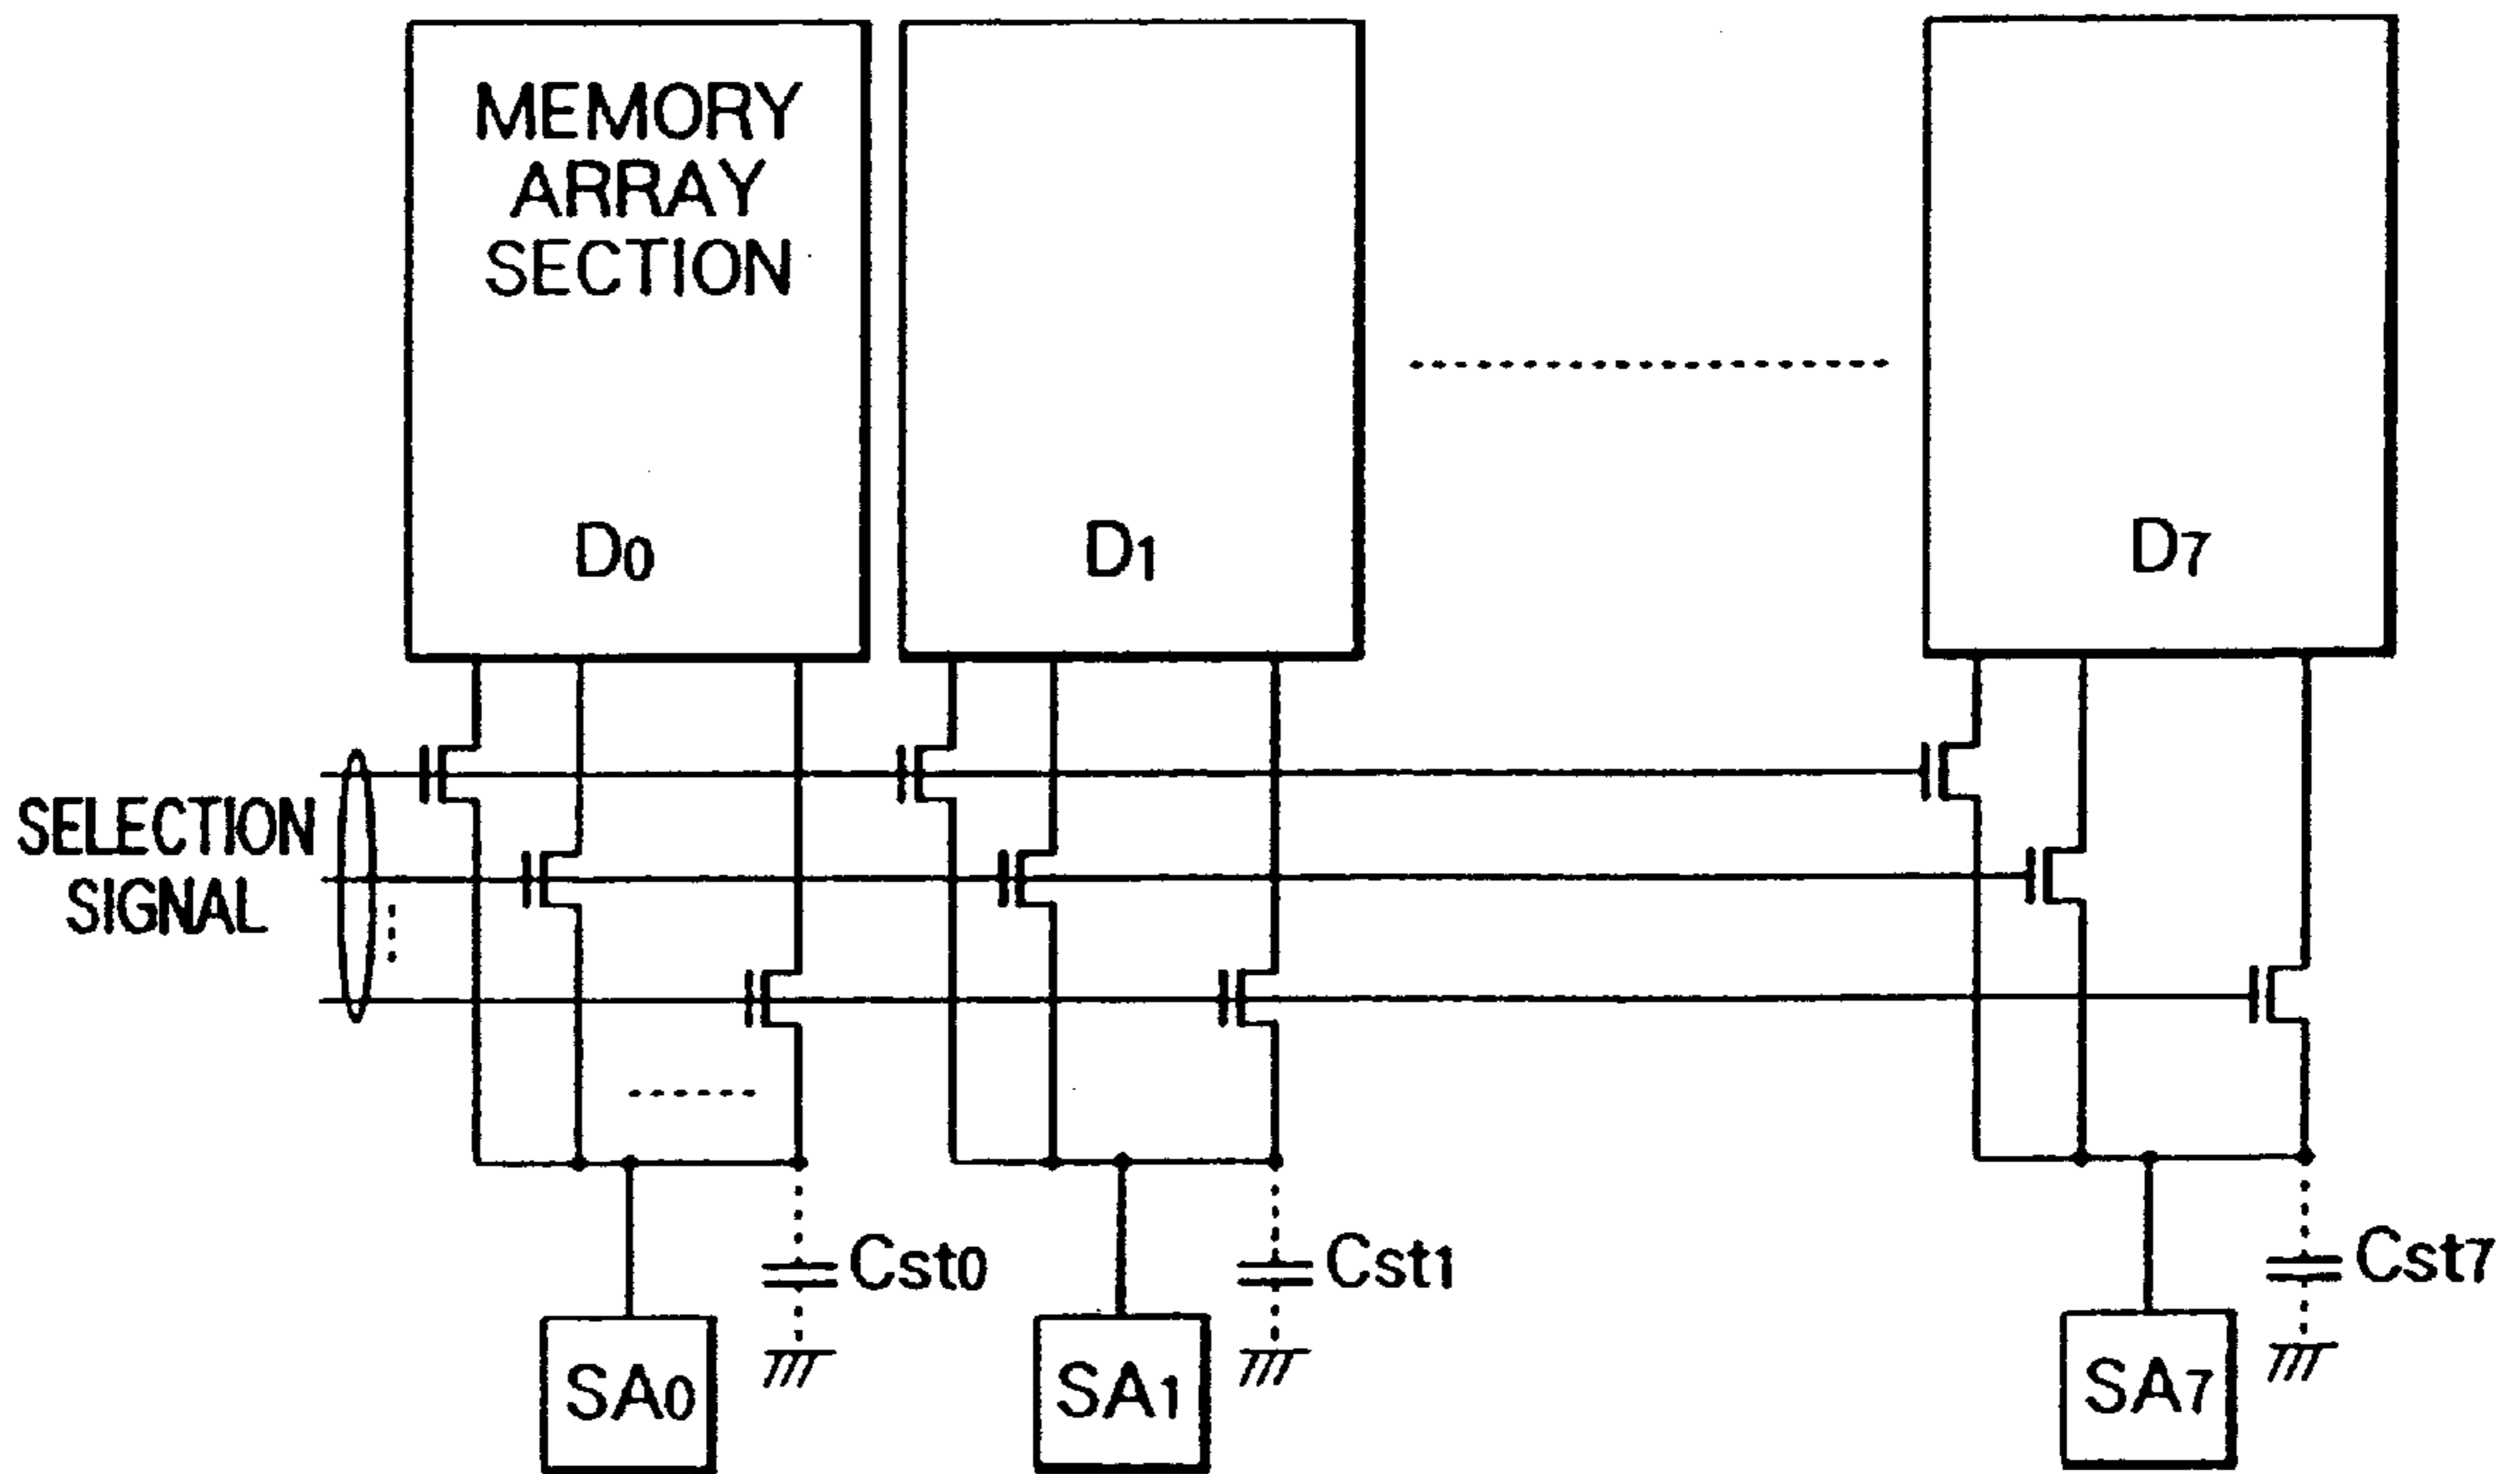 MEMORY
ARRAY
SECTION
D0
D1
D7
SELECTION
SIGNAL
Cst0
Cst1
Cst7
SA0
SA1
SA7